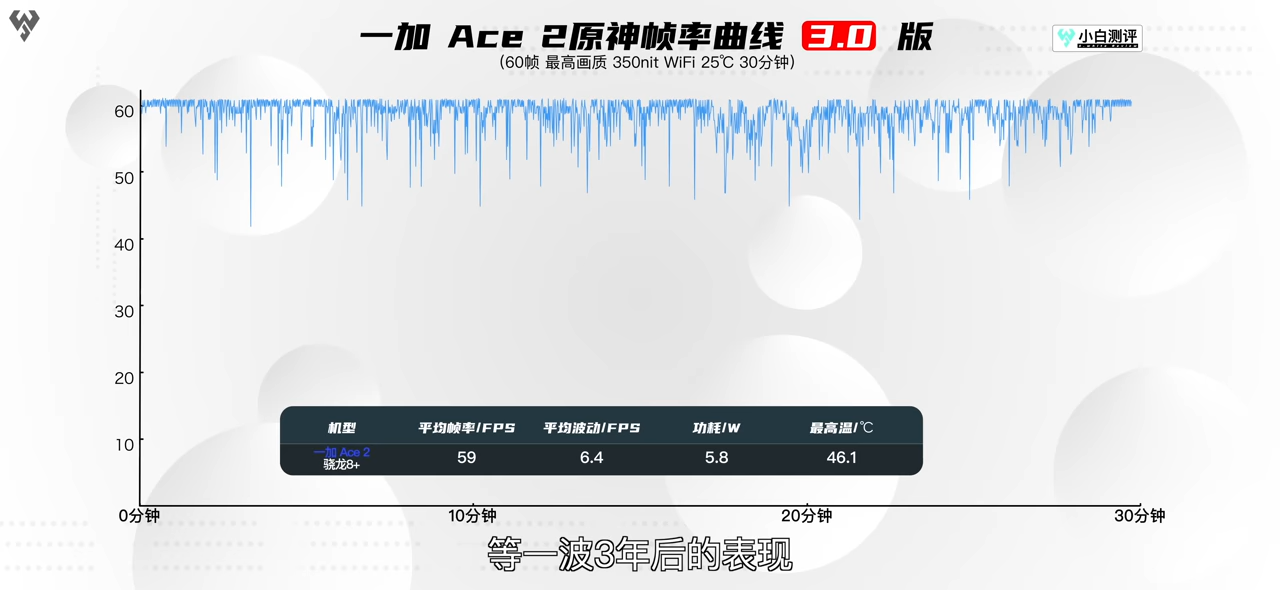 一加 Ace 2原神帧率曲线 3.0 版
(60帧 最高画质 350nit WiFi 25℃ 30分钟)
小白测评
60
50
40
30
20
10
机型 平均帧率/FPS 平均波动/FPS 功耗/W 最高温/℃
一加 Ace 2
骁龙8+ 59 6.4 5.8 46.1
0分钟 10分钟 20分钟 30分钟
等一波3年后的表现